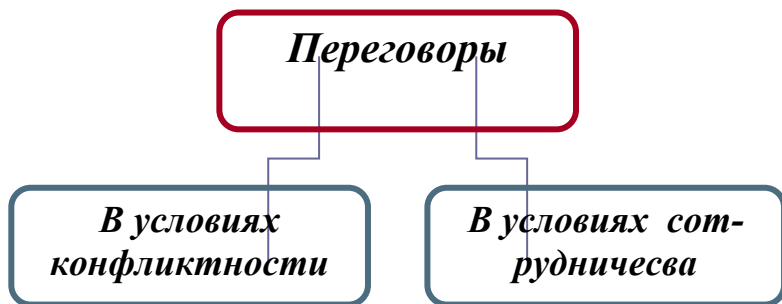 Переговоры
В условиях
конфликтности
В условиях сот-
рудничесва